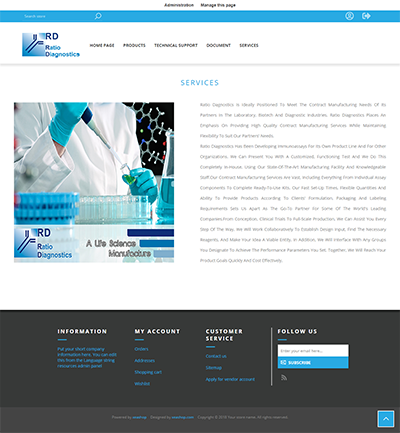 Administration Manage this page
Search store
RD
Ratio
Diagnostics
HOME PAGE PRODUCTS TECHNICAL SUPPORT DOCUMENT SERVICES
SERVICES
RD
Ratio
Diagnostics
A Life Science
Manufacture
Ratio Diagnostics Is Ideally Positioned To Meet The Contract Manufacturing Needs Of Its
Partners In The Laboratory, Biotech And Diagnostic Industries. Ratio Diagnostics Places An
Emphasis On Providing High Quality Contract Manufacturing Services While Maintaining
Flexibility To Suit Our Partners' Needs.
Ratio Diagnostics Has Been Developing Immunoassays For Its Own Product Line And For Other
Organizations. We Can Present You With A Customized, Functioning Test And We Do This
Completely In-House. Using Our State-Of-The-Art Manufacturing Facility And Knowledgeable
Staff Our Contract Manufacturing Services Are Vast, Including Everything From Individual Assay
Components To Complete Ready-To-Use Kits. Our Fast Set-Up Times, Flexible Quantities And
Ability To Provide Products According To Clients' Formulation, Packaging And Labeling
Requirements Sets Us Apart As The Go-To Partner For Some Of The World's Leading
Companies.From Conception, Clinical Trials To Full-Scale Production, We Can Assist You Every
Step Of The Way. We Will Work Collaboratively To Establish Design Input, Find The Necessary
Reagents, And Make Your Idea A Viable Entity. In Addition, We Will Interface With Any Groups
You Designate To Achieve The Performance Parameters You Set. Together, We Will Reach Your
Product Goals Quickly And Cost Effectively.
INFORMATION
Put your short company
information here. You can edit
this from the Language string
resources admin panel
MY ACCOUNT
Orders
Addresses
Shopping cart
Wishlist
CUSTOMER
SERVICE
Contact us
Sitemap
Apply for vendor account
FOLLOW US
Enter your email here...
SUBSCRIBE
Powered by nopShop Designed by Copyright © 2018 Your store name. All rights reserved.